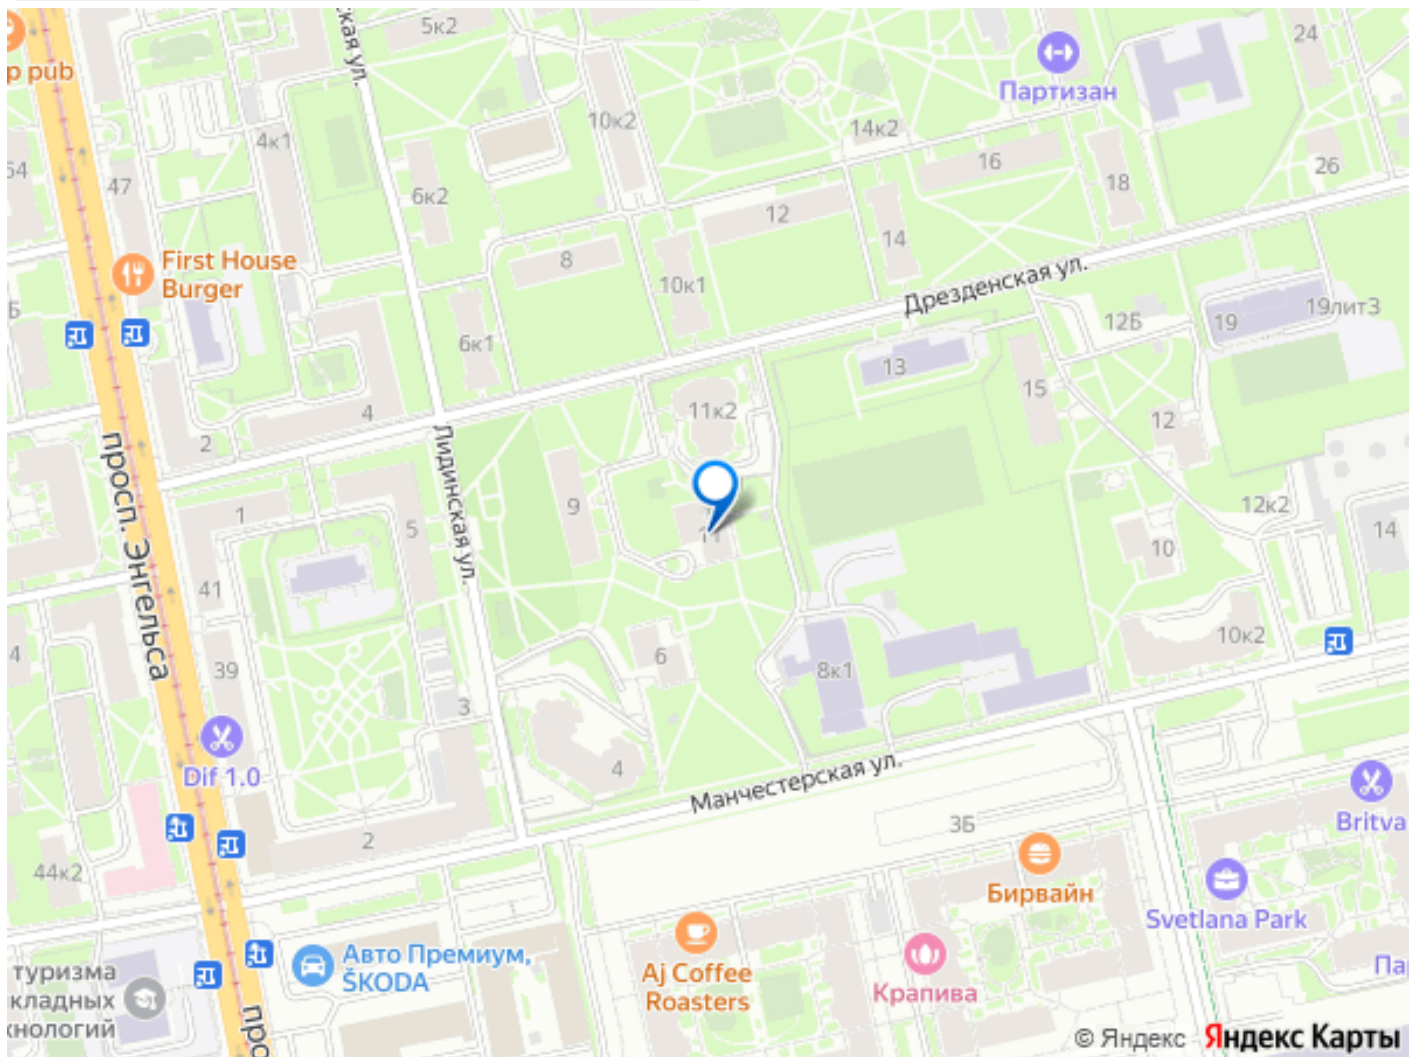 5к2
24
p pub
ская ул.
Партизан
10к2
14к2
4к1
54
47
16
26
18
6к2
12
14
First House
Burger
8
10к1
Дрезденская ул.
Б
12Б
19
19лит3
6к1
13
15
4
11к2
2
12
просп. Энгельса
Лидинская ул.
9
1
5
12к2
11
14
10
41
4
39
6
8к1
10к2
3
Dif 1.0
4
Манчестерская ул.
3Б
Britva
2
44к2
Бирвайн
Svetlana Park
Авто Премиум,
ŠKODA
Aj Coffee
Roasters
Крапива
Пар
туризма
кладных
хнологий
про
© Яндекс Яндекс Карты